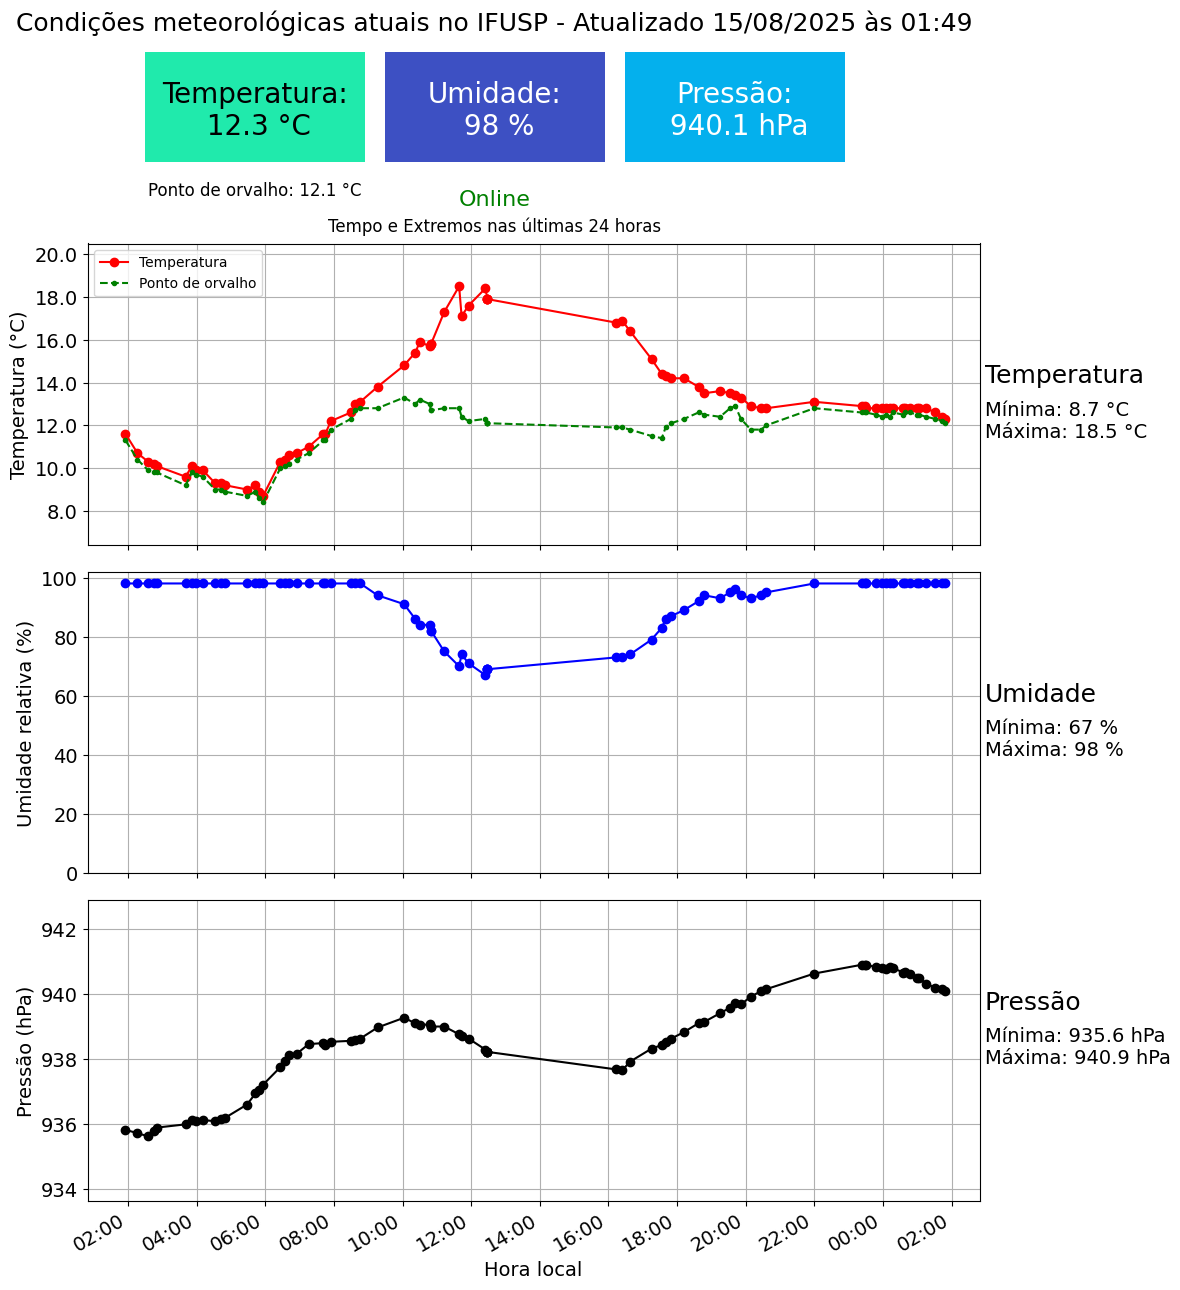 Condições meteorológicas atuais no IFUSP - Atualizado 15/08/2025 às 01:49
Temperatura:
12.3 °C
Umidade:
98 %
Pressão:
940.1 hPa
Ponto de orvalho: 12.1 °C
Online
Tempo e Extremos nas últimas 24 horas
Temperatura (°C)
20.0
18.0
16.0
14.0
12.0
10.0
8.0
Temperatura
Ponto de orvalho
Temperatura
Mínima: 8.7 °C
Máxima: 18.5 °C
Umidade relativa (%)
100
80
60
40
20
0
Umidade
Mínima: 67 %
Máxima: 98 %
Pressão (hPa)
942
940
938
936
934
Pressão
Mínima: 935.6 hPa
Máxima: 940.9 hPa
02:00 04:00 06:00 08:00 10:00 12:00 14:00 16:00 18:00 20:00 22:00 00:00 02:00
Hora local